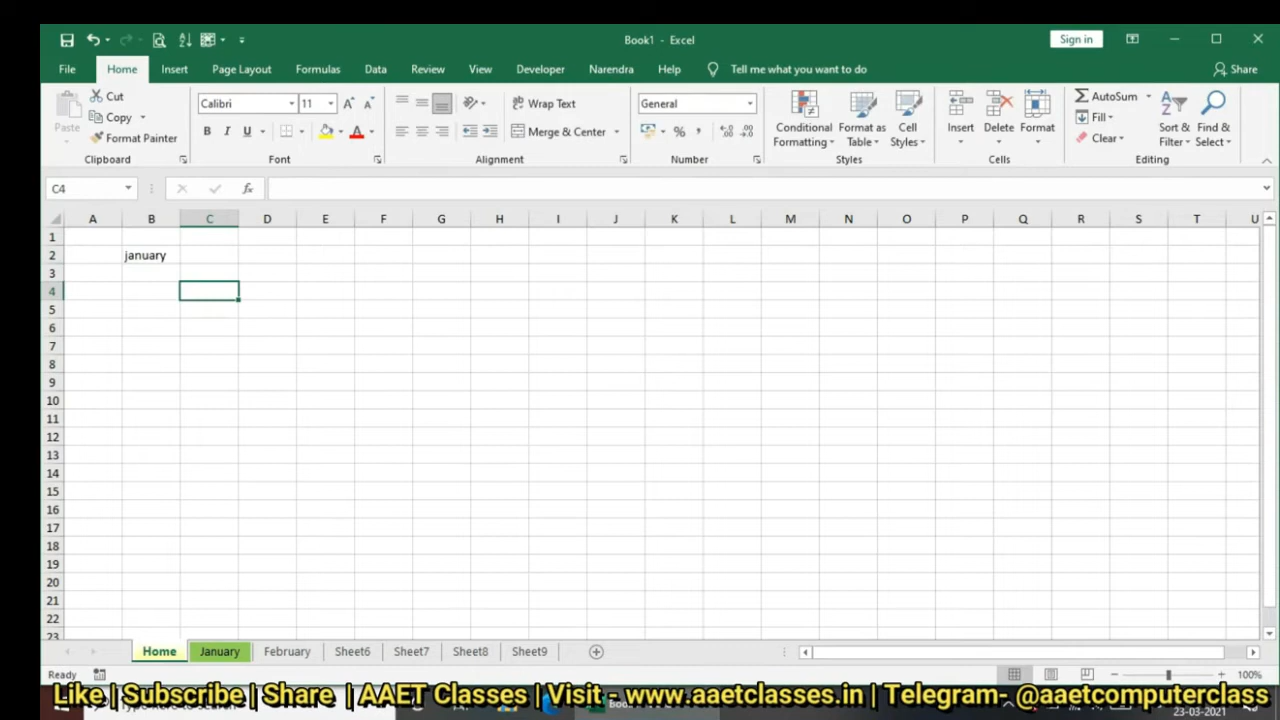 Book1 - Excel
Sign in
File Home Insert Page Layout Formulas Data Review View Developer Narendra Help Tell me what you want to do Share
Paste
Cut
Copy
Format Painter
Calibri 11
B I U
Wrap Text
Merge & Center
General
Conditional Formatting
Format as Table
Cell Styles
Insert Delete Format
AutoSum
Fill
Clear
Sort & Filter
Find & Select
Clipboard Font Alignment Number Styles Cells Editing
C4 fx
A B C D E F G H I J K L M N O P Q R S T U
1
2 january
3
4
5
6
7
8
9
10
11
12
13
14
15
16
17
18
19
20
21
22
23
Home January February Sheet6 Sheet7 Sheet8 Sheet9
Ready 100%
Like | Subscribe | Share | AAET Classes | Visit - www.aaetclasses.in | Telegram- @aaetcomputerclass
23-03-2021